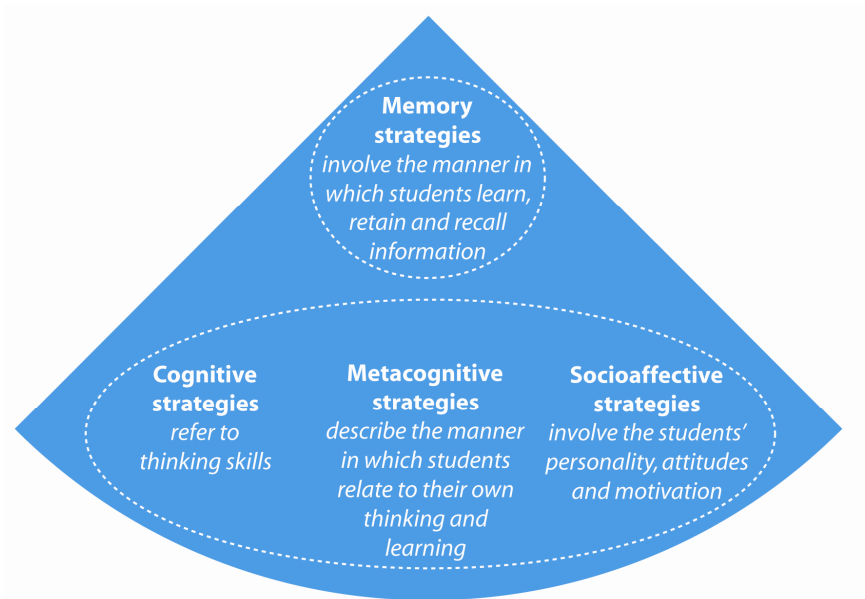 Memory
strategies
involve the manner in
which students learn,
retain and recall
information
Cognitive
strategies
refer to
thinking skills
Metacognitive
strategies
describe the manner
in which students
relate to their own
thinking and
learning
Socioaffective
strategies
involve the students’
personality, attitudes
and motivation